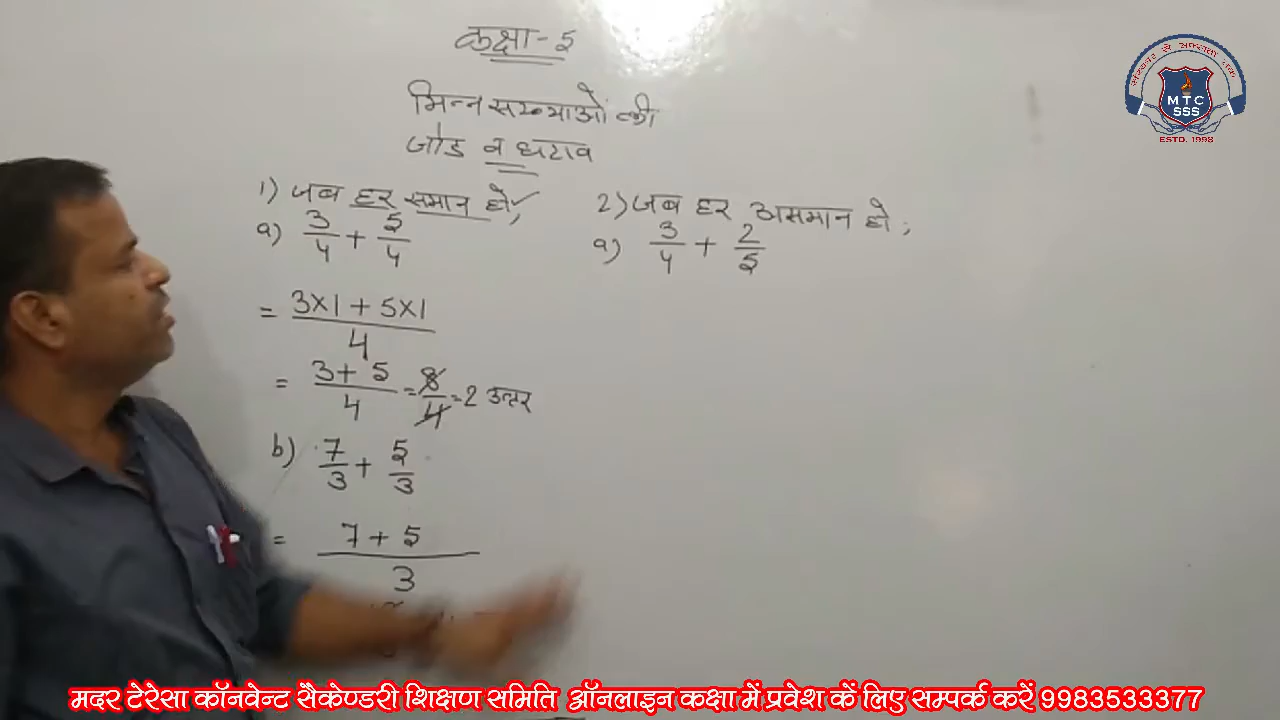 कक्षा - 5
भिन्न सख्याओं की
जोड व घटाव
1) जब हर समान हो,
a) 3/4 + 5/4
= 3×1 + 5×1 / 4
= 3 + 5 / 4 = 8/4 = 2 उत्तर
b) 7/3 + 5/3
= 7 + 5 / 3
2) जब हर असमान हो,
a) 3/4 + 2/5
MTC
SSS
ESTD. 1998
मदर टेरेसा कॉनवेन्ट सैकेण्डरी शिक्षण समिति ऑनलाइन कक्षा में प्रवेश कें लिए सम्पर्क करें 9983533377